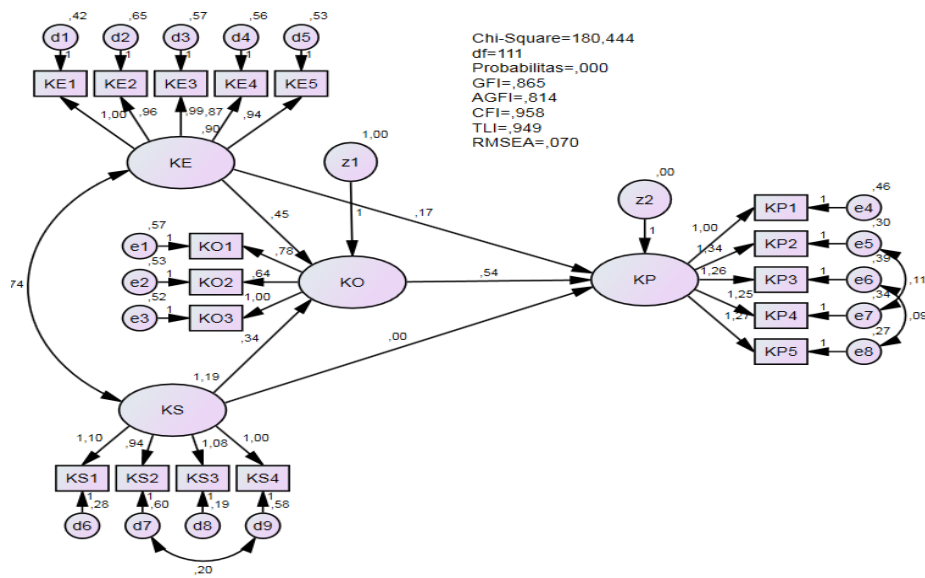 ,42 ,65 ,57 ,56 ,53
d1 d2 d3 d4 d5
1 1 1 1 1
KE1 KE2 KE3 KE4 KE5
1,00 ,96 ,99 ,87 ,94
,90
KE
Chi-Square=180,444
df=111
Probabilitas=,000
GFI=,865
AGFI=,814
CFI=,958
TLI=,949
RMSEA=,070
1,00
z1
1
,00
z2
1
,45
,17
,57
e1 1 KO1
,78
,53
e2 1 KO2
,64
,52
e3 1 KO3
1,00
KO
,54
KP
1,00 KP1 1 e4 ,46
1,34 KP2 1 e5 ,30
1,26 KP3 1 e6 ,39
1,25 KP4 1 e7 ,34
1,27 KP5 1 e8 ,27
,11
,09
74
,34
,00
1,19
KS
1,10 ,94 1,08 1,00
KS1 KS2 KS3 KS4
1 1 1 1
,28 ,60 ,19 ,58
d6 d7 d8 d9
,20